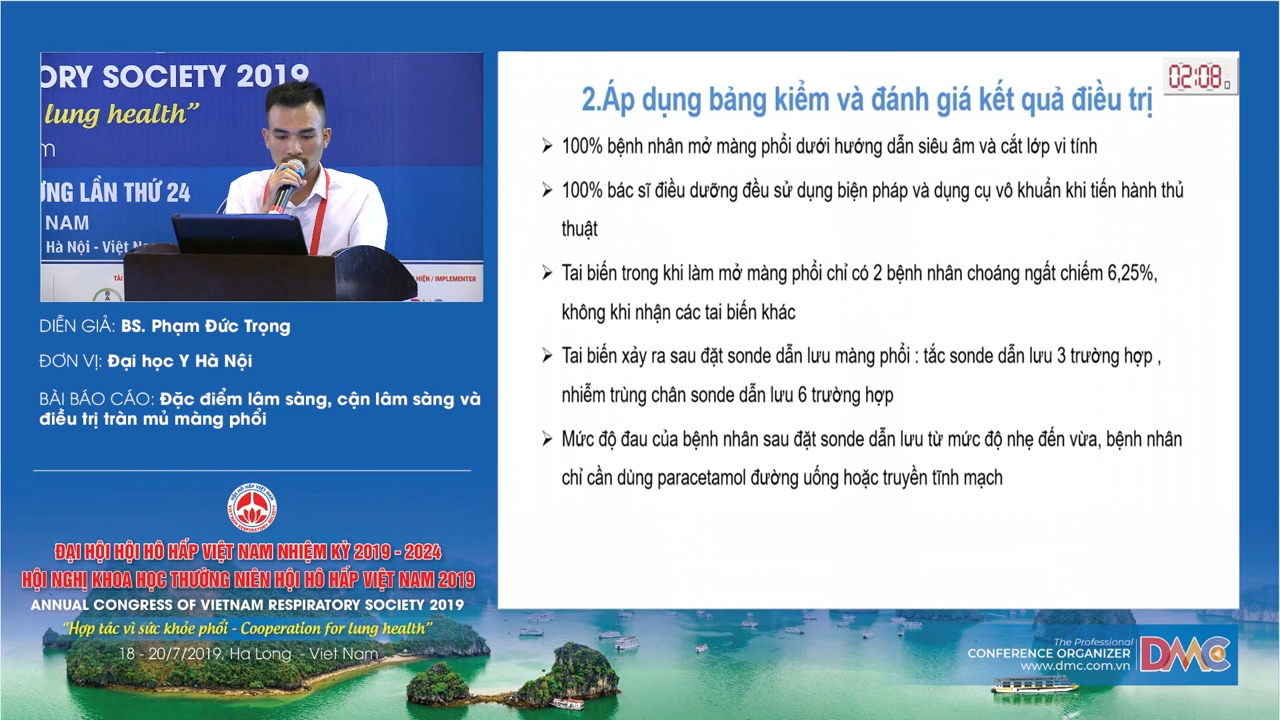 ORY SOCIETY 2019
lung health”
m
ƠNG LẦN THỨ 24
NAM
Hà Nội - Việt
DIỄN GIẢ: BS. Phạm Đức Trọng
ĐƠN VỊ: Đại học Y Hà Nội
BÀI BÁO CÁO: Đặc điểm lâm sàng, cận lâm sàng và
điều trị tràn mủ màng phổi
HỘI HÔ HẤP VIỆT NAM
VIETNAM RESPIRATORY SOCIETY
ĐẠI HỘI HỘI HÔ HẤP VIỆT NAM NHIỆM KỲ 2019 - 2024
HỘI NGHỊ KHOA HỌC THƯỜNG NIÊN HỘI HÔ HẤP VIỆT NAM 2019
ANNUAL CONGRESS OF VIETNAM RESPIRATORY SOCIETY 2019
“Hợp tác vì sức khỏe phổi - Cooperation for lung health”
18 - 20/7/2019, Ha Long - Viet Nam
02:08
2.Áp dụng bảng kiểm và đánh giá kết quả điều trị
➢ 100% bệnh nhân mở màng phổi dưới hướng dẫn siêu âm và cắt lớp vi tính
➢ 100% bác sĩ điều dưỡng đều sử dụng biện pháp và dụng cụ vô khuẩn khi tiến hành thủ
thuật
➢ Tai biến trong khi làm mở màng phổi chỉ có 2 bệnh nhân choáng ngất chiếm 6,25%,
không khi nhận các tai biến khác
➢ Tai biến xảy ra sau đặt sonde dẫn lưu màng phổi : tắc sonde dẫn lưu 3 trường hợp ,
nhiễm trùng chân sonde dẫn lưu 6 trường hợp
➢ Mức độ đau của bệnh nhân sau đặt sonde dẫn lưu từ mức độ nhẹ đến vừa, bệnh nhân
chỉ cần dùng paracetamol đường uống hoặc truyền tĩnh mạch
The Professional
CONFERENCE ORGANIZER
www.dmc.com.vn
DMC